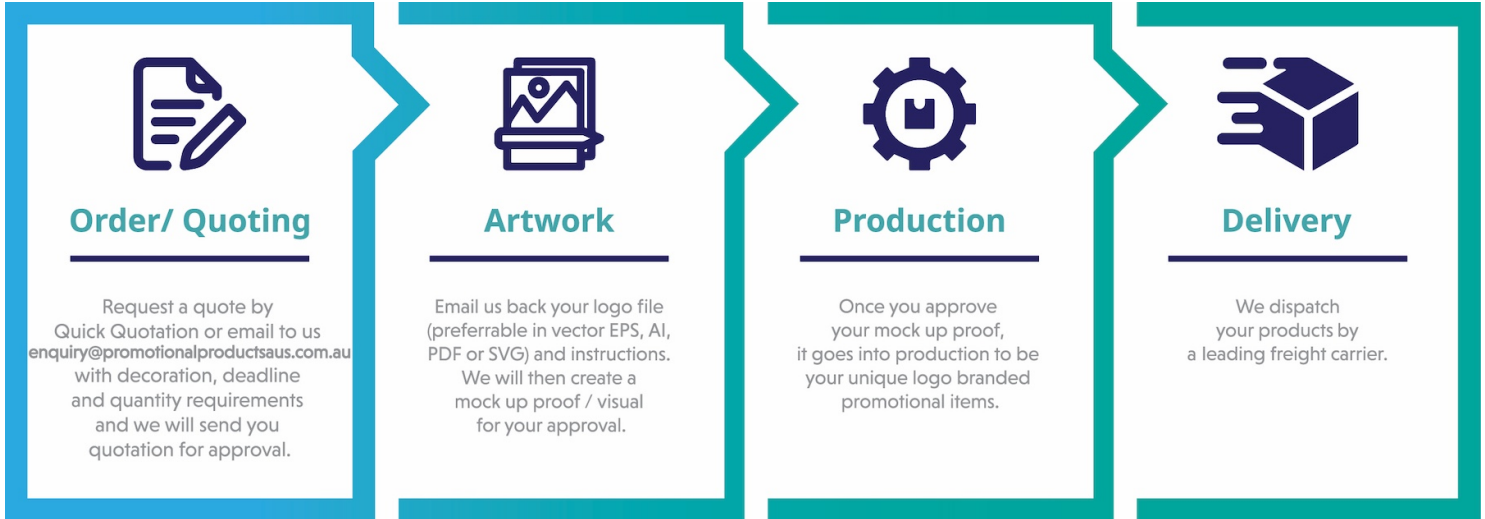 Order/ Quoting
Request a quote by
Quick Quotation or email to us
enquiry@promotionalproductsaus.com.au
with decoration, deadline
and quantity requirements
and we will send you
quotation for approval.
Artwork
Email us back your logo file
(preferrable in vector EPS, AI,
PDF or SVG) and instructions.
We will then create a
mock up proof / visual
for your approval.
Production
Once you approve
your mock up proof,
it goes into production to be
your unique logo branded
promotional items.
Delivery
We dispatch
your products by
a leading freight carrier.